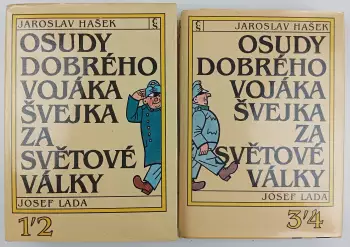 JAROSLAV HAŠEK
OSUDY
DOBRÉHO
VOJÁKA
ŠVEJKA
ZA
SVĚTOVÉ
VÁLKY
JOSEF LADA
1'2
JAROSLAV HAŠEK
OSUDY
DOBRÉHO
VOJÁKA
ŠVEJKA
ZA
SVĚTOVÉ
VÁLKY
JOSEF LADA
3'4